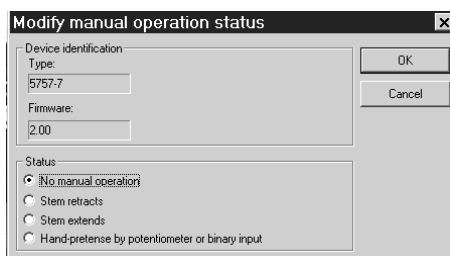 Modify manual operation status
Device identification
Type:
5757-7
Firmware:
2.00
OK
Cancel
Status
No manual operation
Stem retracts
Stem extends
Hand-pretense by potentiometer or binary input